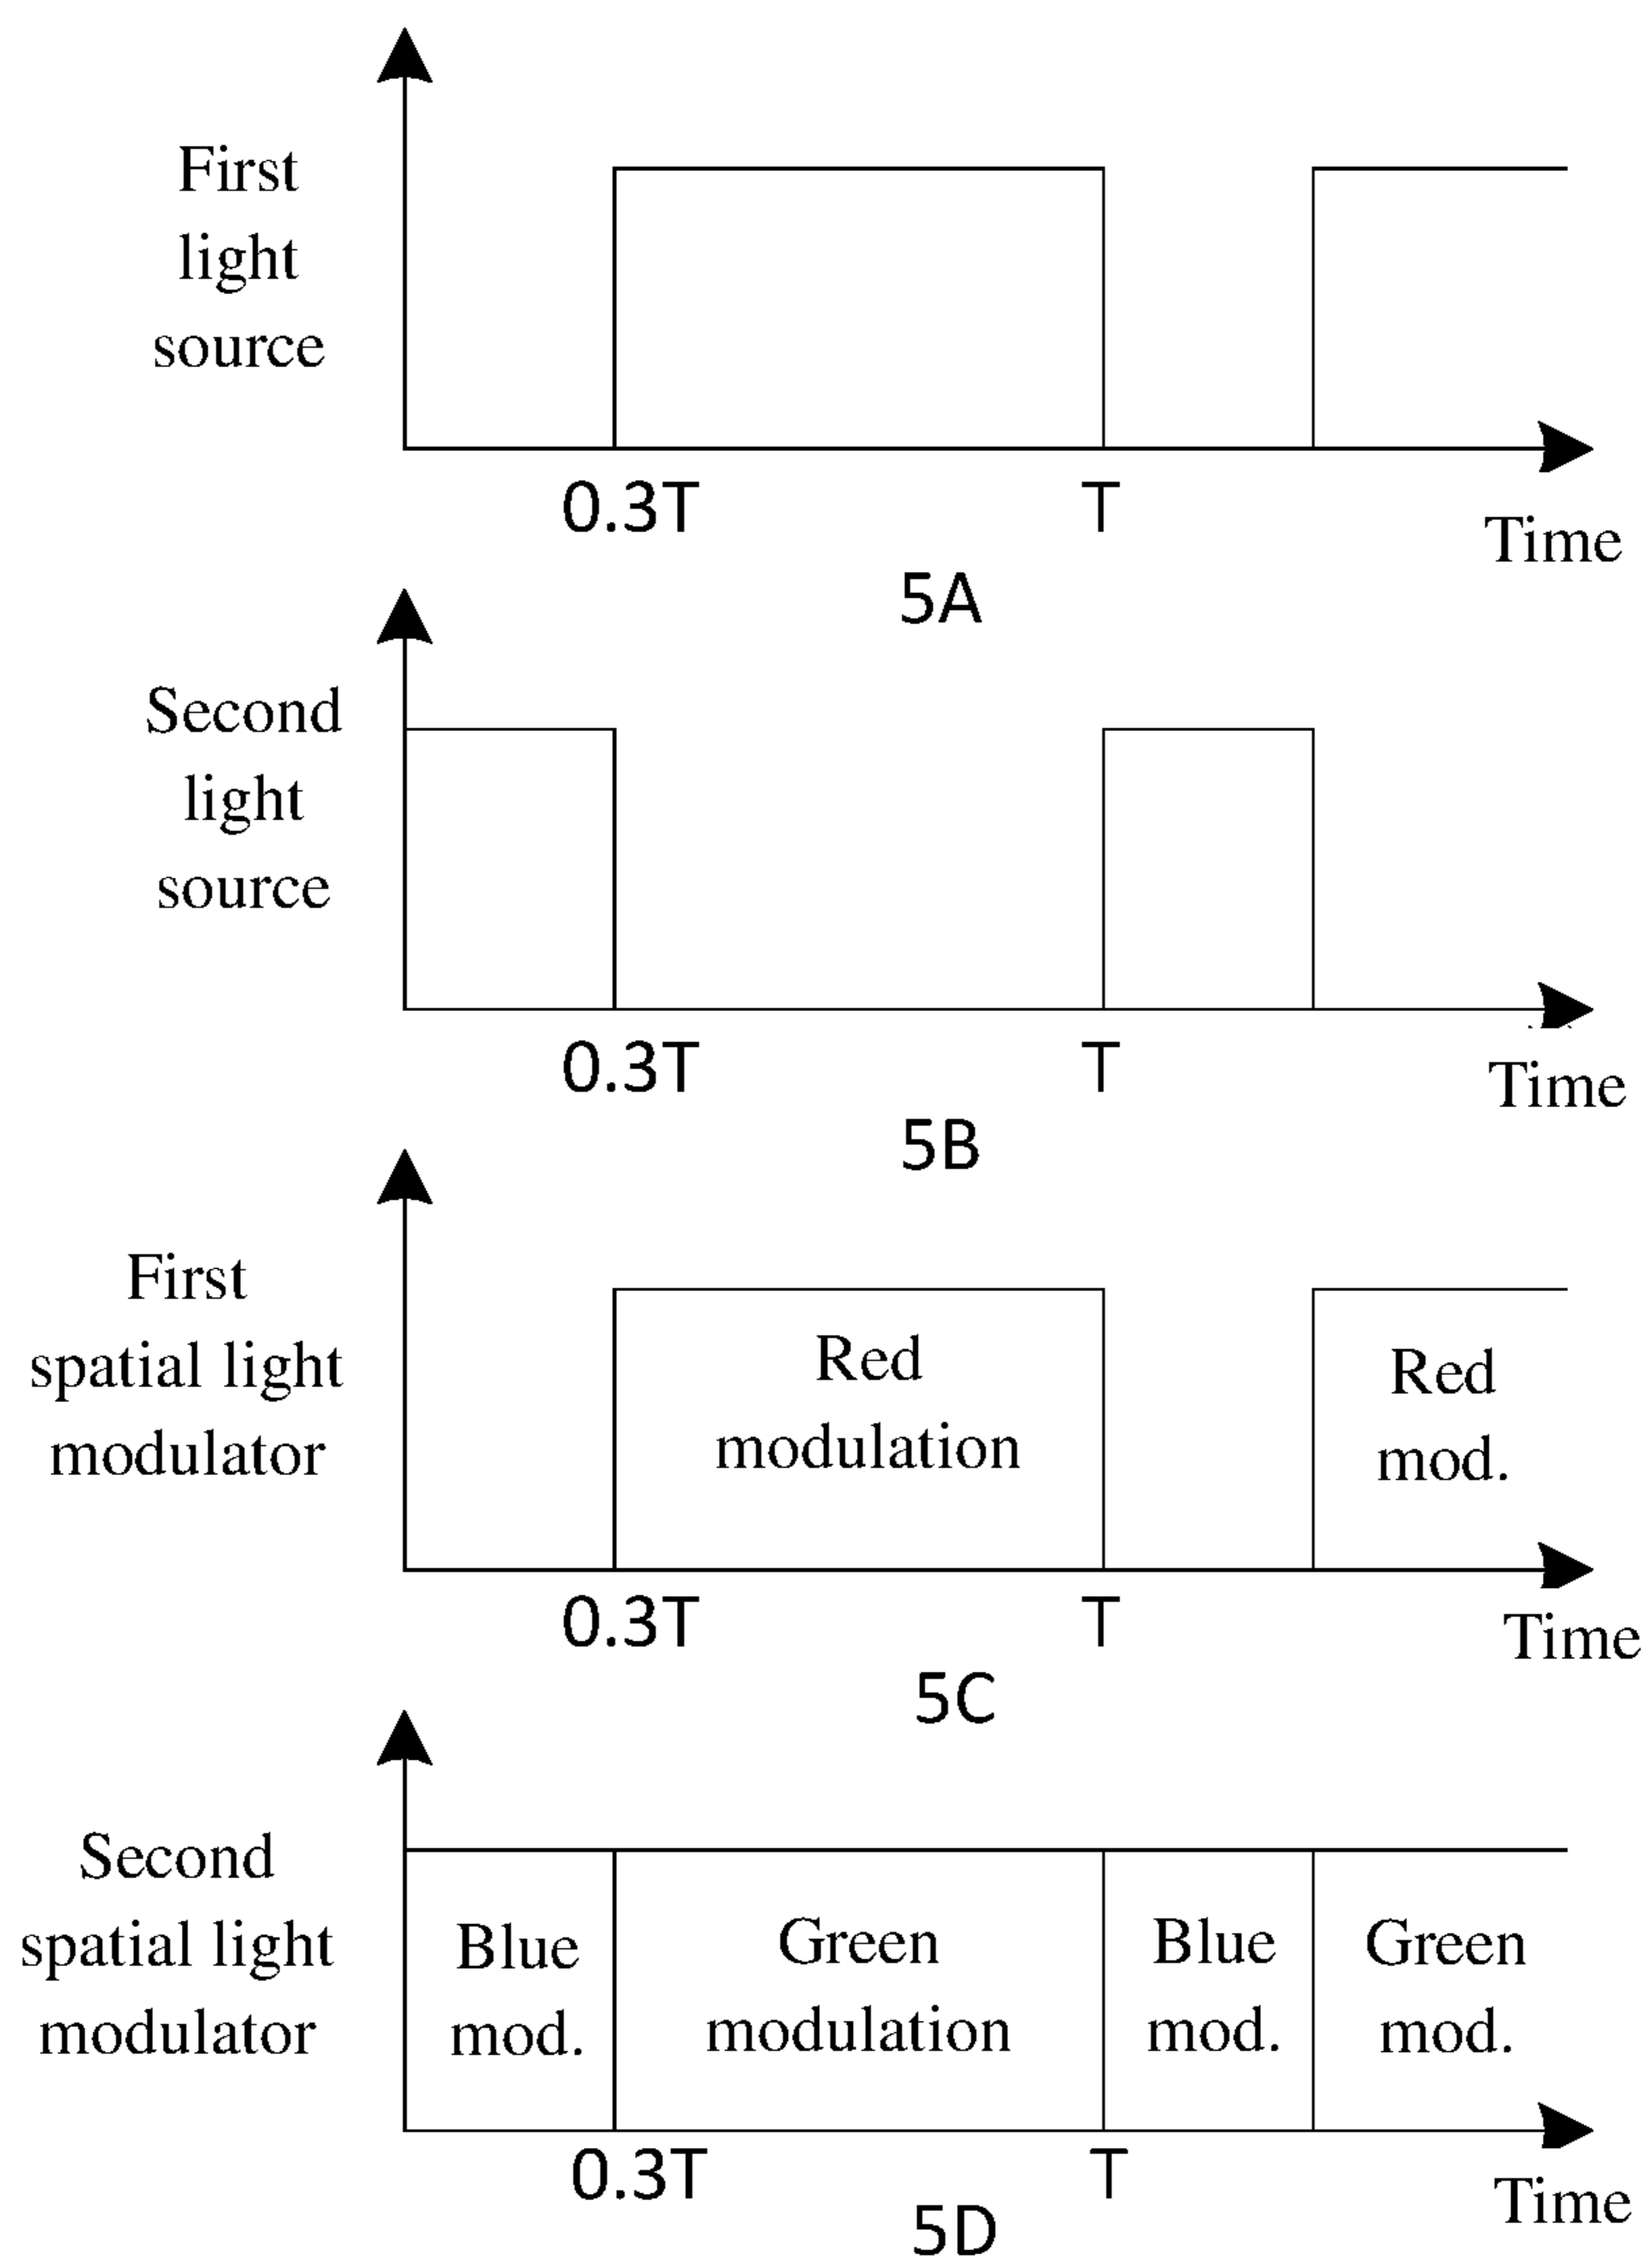 First
light
source
0.3T
T
Time
5A
Second
light
source
0.3T
T
Time
5B
First
spatial light
modulator
Red
modulation
Red
mod.
0.3T
T
Time
5C
Second
spatial light
modulator
Blue
mod.
Green
modulation
Blue
mod.
Green
mod.
0.3T
T
Time
5D